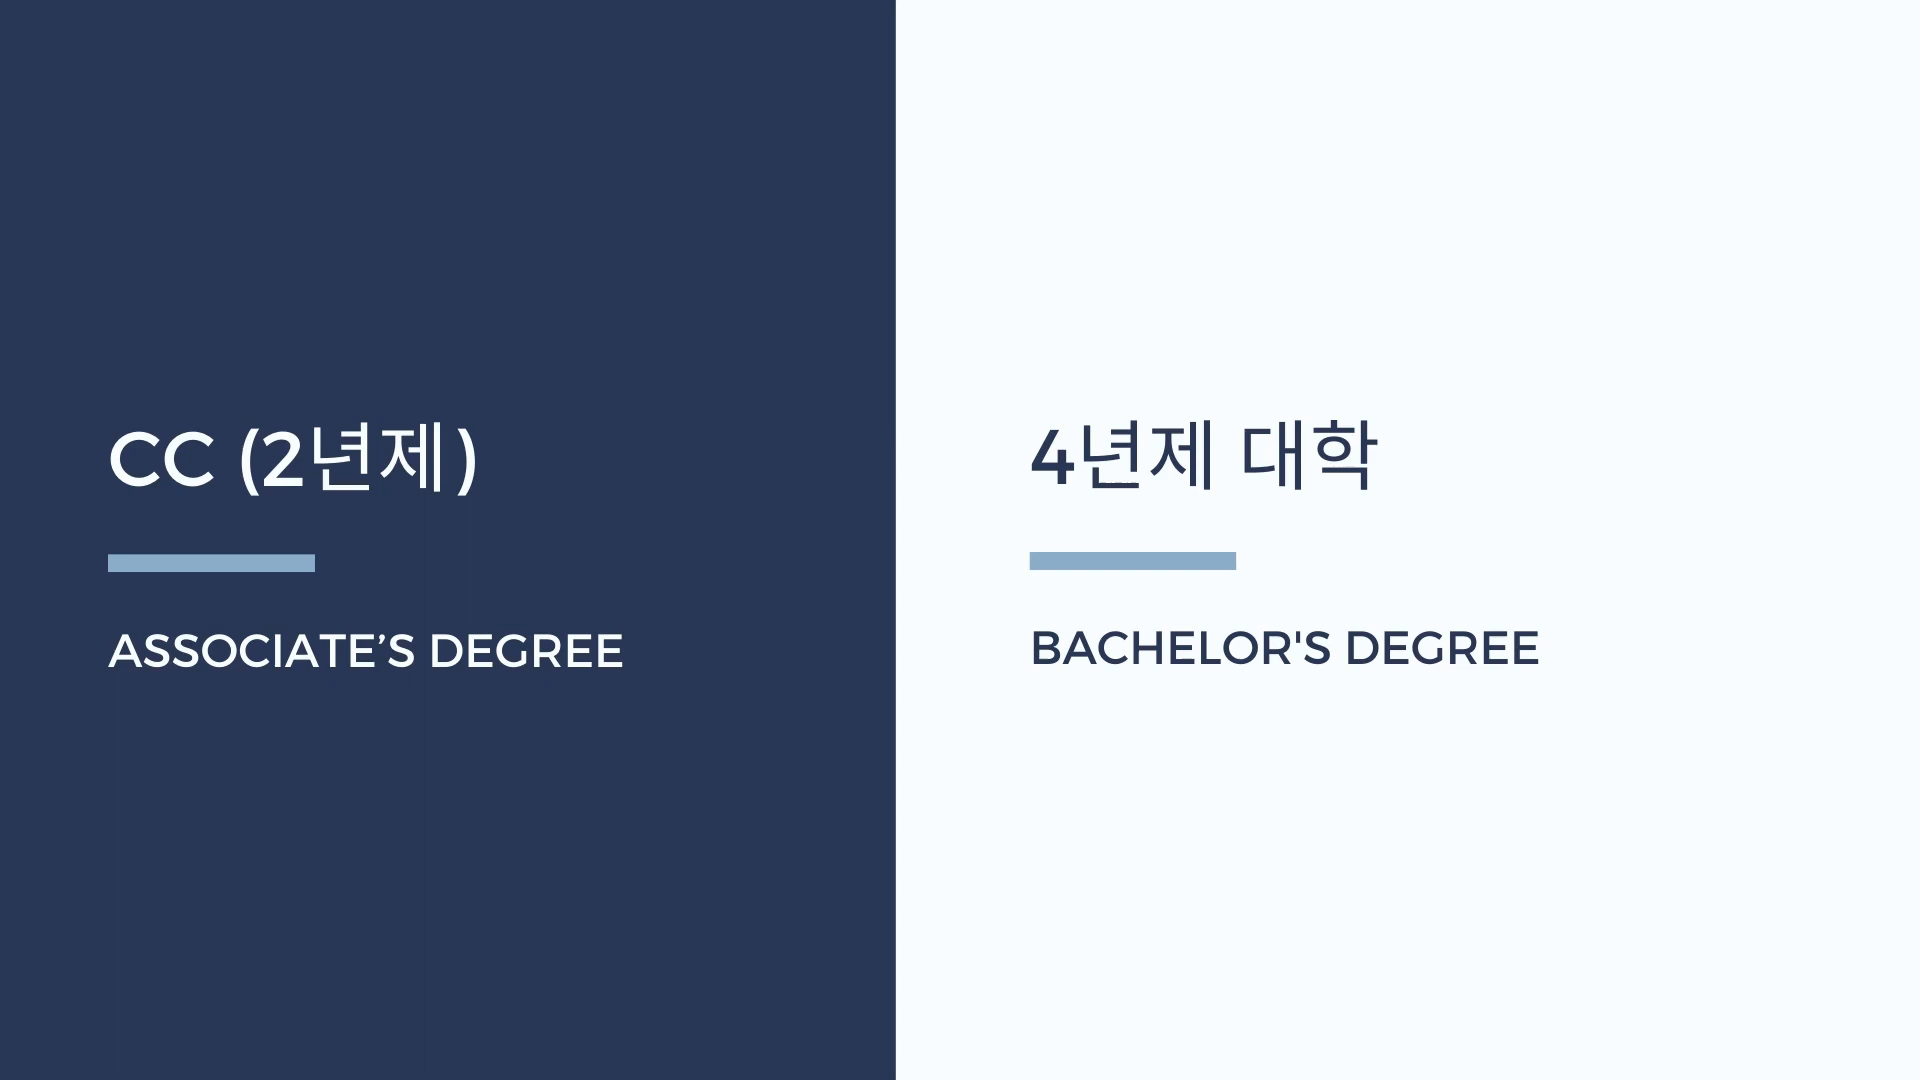 CC (2년제)
ASSOCIATE’S DEGREE
4년제 대학
BACHELOR'S DEGREE